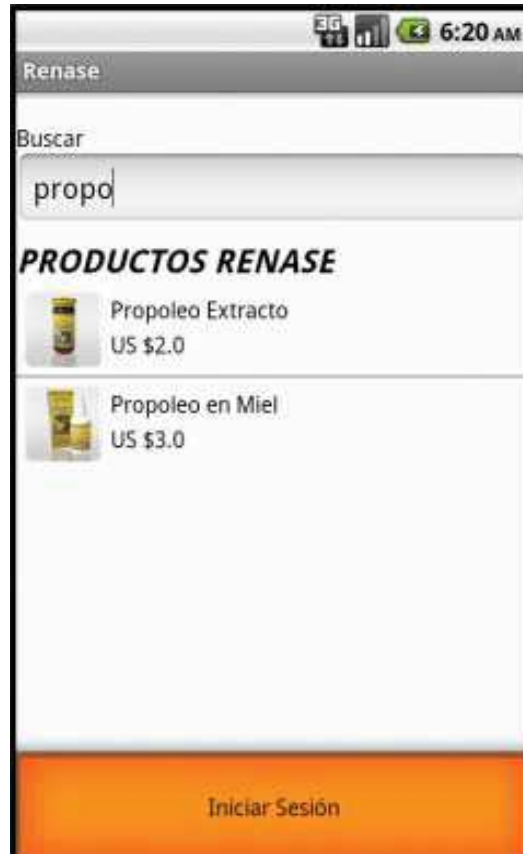 3G 6:20 AM
Renase
Buscar
propo
PRODUCTOS RENASE
Propoleo Extracto
US $2.0
Propoleo en Miel
US $3.0
Iniciar Sesión